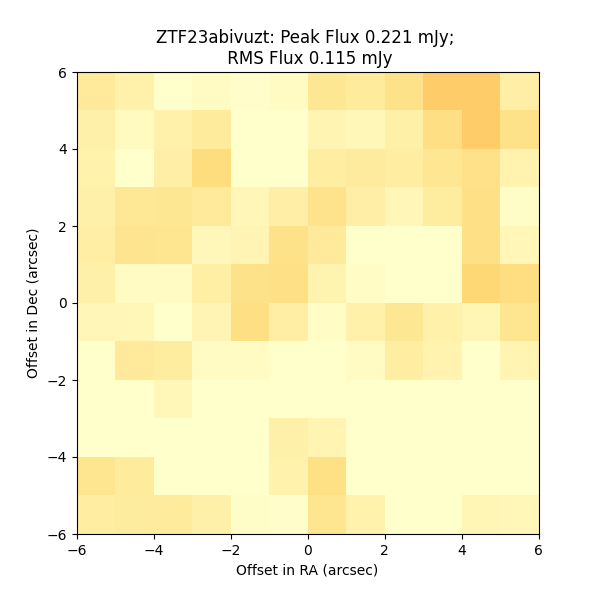 ZTF23abivuzt: Peak Flux 0.221 mJy;
RMS Flux 0.115 mJy
6
4
2
0
−2
−4
−6
Offset in Dec (arcsec)
−6 −4 −2 0 2 4 6
Offset in RA (arcsec)